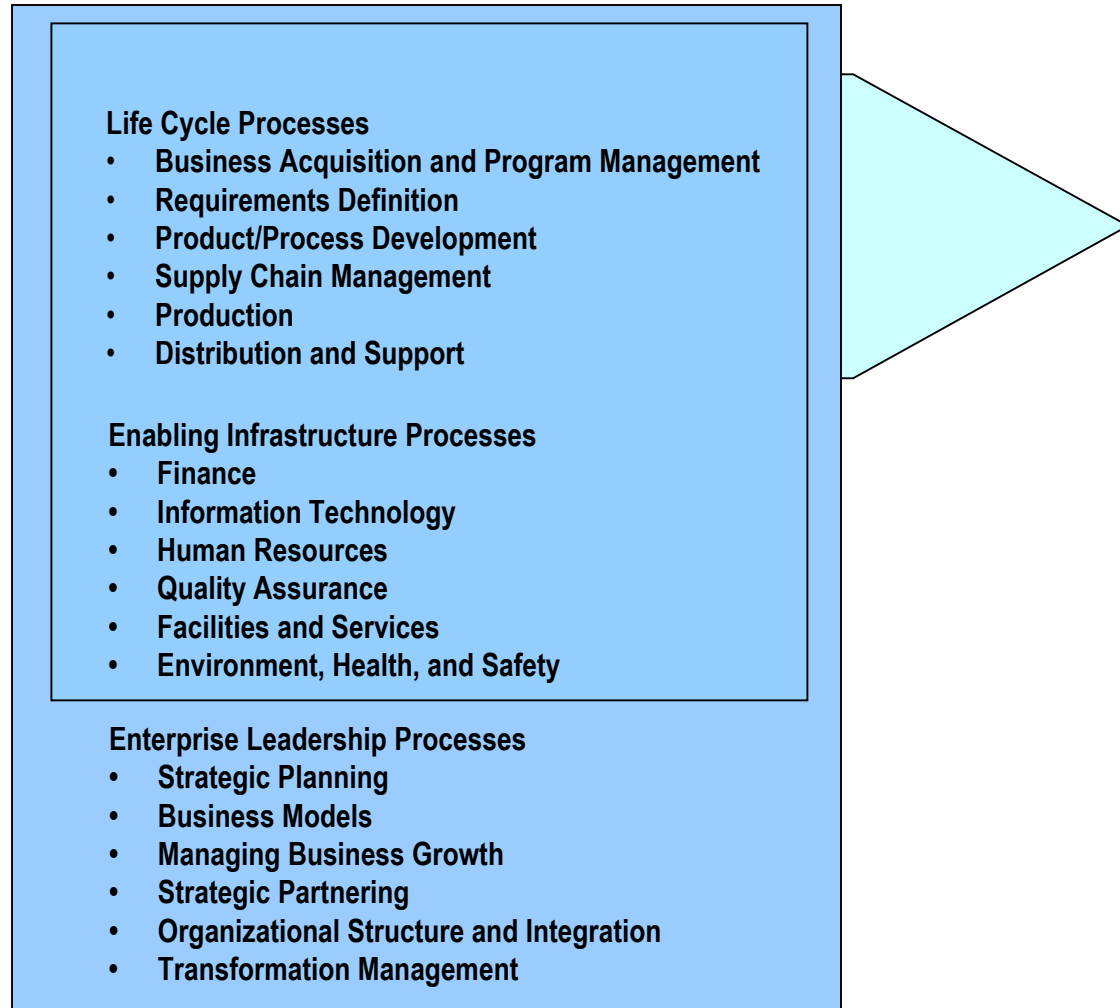 Life Cycle Processes
• Business Acquisition and Program Management
• Requirements Definition
• Product/Process Development
• Supply Chain Management
• Production
• Distribution and Support
Enabling Infrastructure Processes
• Finance
• Information Technology
• Human Resources
• Quality Assurance
• Facilities and Services
• Environment, Health, and Safety
Enterprise Leadership Processes
• Strategic Planning
• Business Models
• Managing Business Growth
• Strategic Partnering
• Organizational Structure and Integration
• Transformation Management